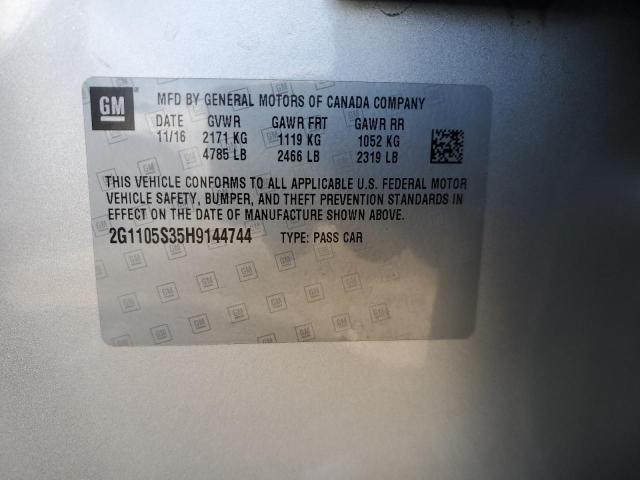 GM
MFD BY GENERAL MOTORS OF CANADA COMPANY
DATE GVWR GAWR FRT GAWR RR
11/16 2171 KG 1119 KG 1052 KG
4785 LB 2466 LB 2319 LB
THIS VEHICLE CONFORMS TO ALL APPLICABLE U.S. FEDERAL MOTOR
VEHICLE SAFETY, BUMPER, AND THEFT PREVENTION STANDARDS IN
EFFECT ON THE DATE OF MANUFACTURE SHOWN ABOVE.
2G1105S35H9144744 TYPE: PASS CAR